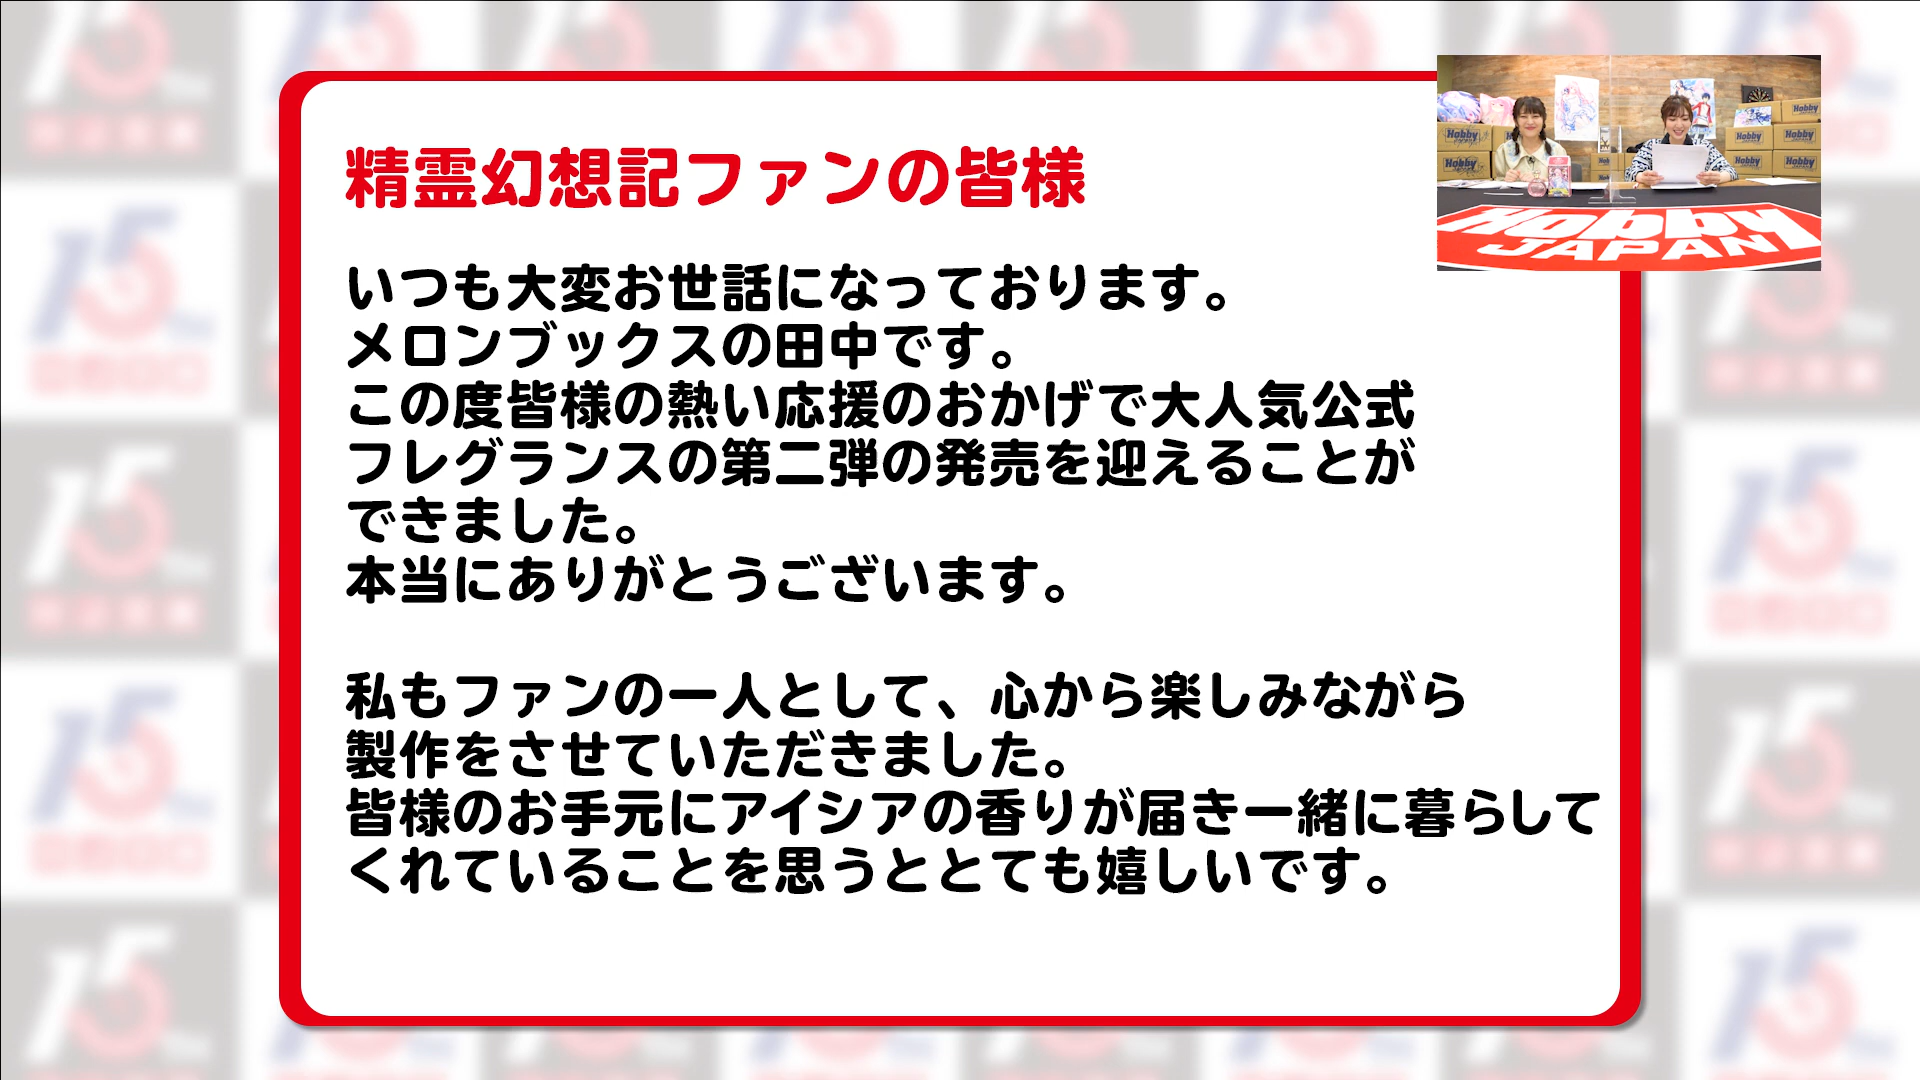 精霊幻想記ファンの皆様
いつも大変お世話になっております。
メロンブックスの田中です。
この度皆様の熱い応援のおかげで大人気公式
フレグランスの第二弾の発売を迎えることが
できました。
本当にありがとうございます。
私もファンの一人として、心から楽しみながら
製作をさせていただきました。
皆様のお手元にアイシアの香りが届き一緒に暮らして
くれていることを思うととても嬉しいです。
Hobby
Hobby
Hobby
Hobby
Hobby
Hobby
Hobby
Hobby
JAPAN